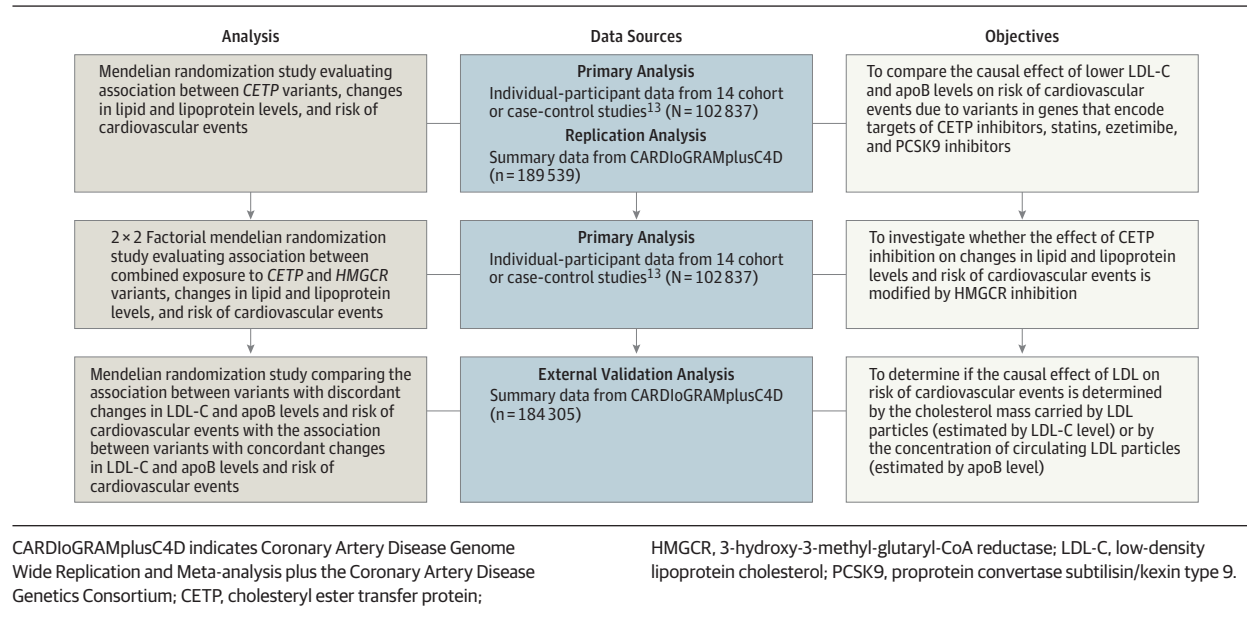 Analysis
Data Sources
Objectives
Mendelian randomization study evaluating
association between CETP variants, changes
in lipid and lipoprotein levels, and risk of
cardiovascular events
Primary Analysis
Individual-participant data from 14 cohort
or case-control studies13 (N = 102 837)
Replication Analysis
Summary data from CARDIoGRAMplusC4D
(n = 189 539)
To compare the causal effect of lower LDL-C
and apoB levels on risk of cardiovascular
events due to variants in genes that encode
targets of CETP inhibitors, statins, ezetimibe,
and PCSK9 inhibitors
2 × 2 Factorial mendelian randomization
study evaluating association between
combined exposure to CETP and HMGCR
variants, changes in lipid and lipoprotein
levels, and risk of cardiovascular events
Primary Analysis
Individual-participant data from 14 cohort
or case-control studies13 (N = 102 837)
To investigate whether the effect of CETP
inhibition on changes in lipid and lipoprotein
levels and risk of cardiovascular events is
modified by HMGCR inhibition
Mendelian randomization study comparing the
association between variants with discordant
changes in LDL-C and apoB levels and risk of
cardiovascular events with the association
between variants with concordant changes
in LDL-C and apoB levels and risk of
cardiovascular events
External Validation Analysis
Summary data from CARDIoGRAMplusC4D
(n = 184 305)
To determine if the causal effect of LDL on
risk of cardiovascular events is determined
by the cholesterol mass carried by LDL
particles (estimated by LDL-C level) or by
the concentration of circulating LDL particles
(estimated by apoB level)
CARDIoGRAMplusC4D indicates Coronary Artery Disease Genome
Wide Replication and Meta-analysis plus the Coronary Artery Disease
Genetics Consortium; CETP, cholesteryl ester transfer protein;
HMGCR, 3-hydroxy-3-methyl-glutaryl-CoA reductase; LDL-C, low-density
lipoprotein cholesterol; PCSK9, proprotein convertase subtilisin/kexin type 9.